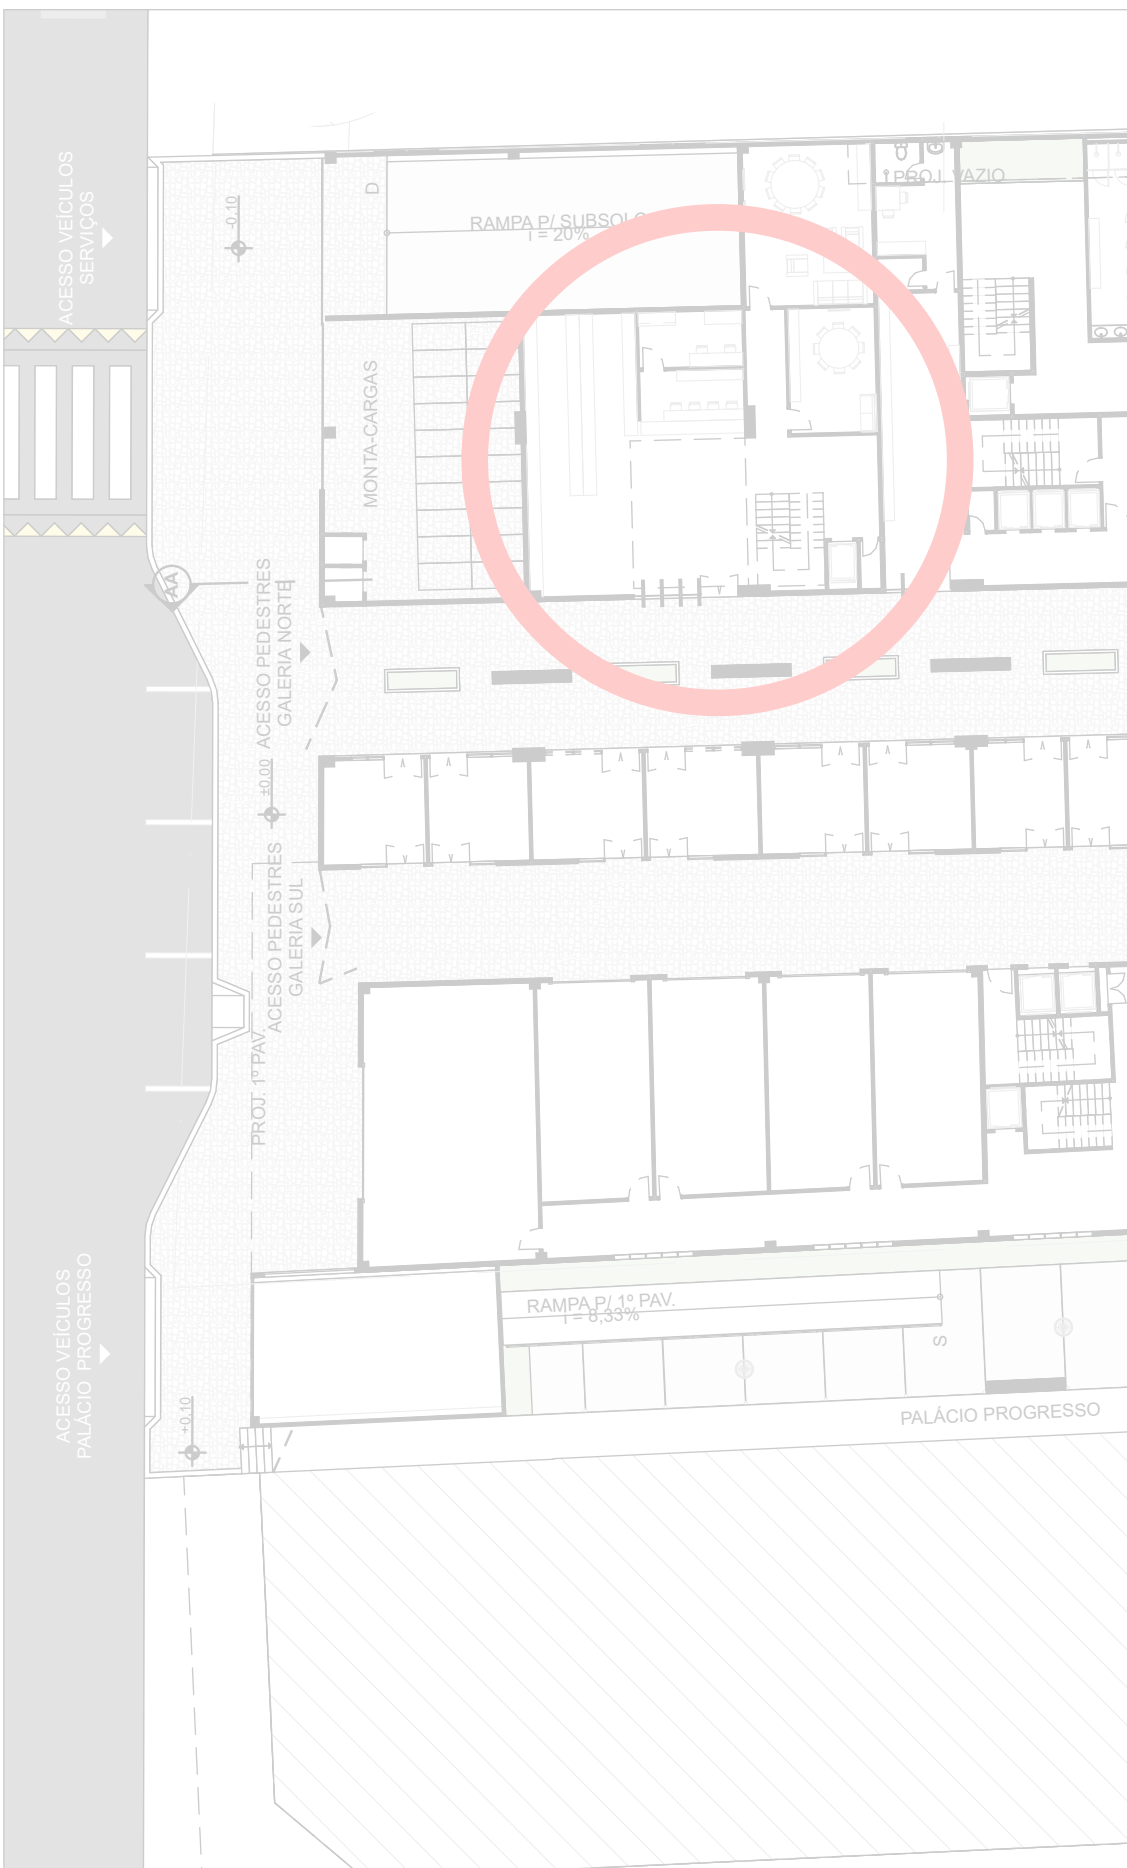 ACESSO VEÍCULOS
SERVIÇOS
-0.10
D
RAMPA P/ SUBSOLO
i = 20%
PROJ. VAZIO
MONTA-CARGAS
AA
ACESSO PEDESTRES
GALERIA NORTE
±0.00
ACESSO PEDESTRES
GALERIA SUL
PROJ. 1º PAV.
ACESSO VEÍCULOS
PALÁCIO PROGRESSO
+0.10
RAMPA P/ 1º PAV.
i = 8,33%
S
PALÁCIO PROGRESSO